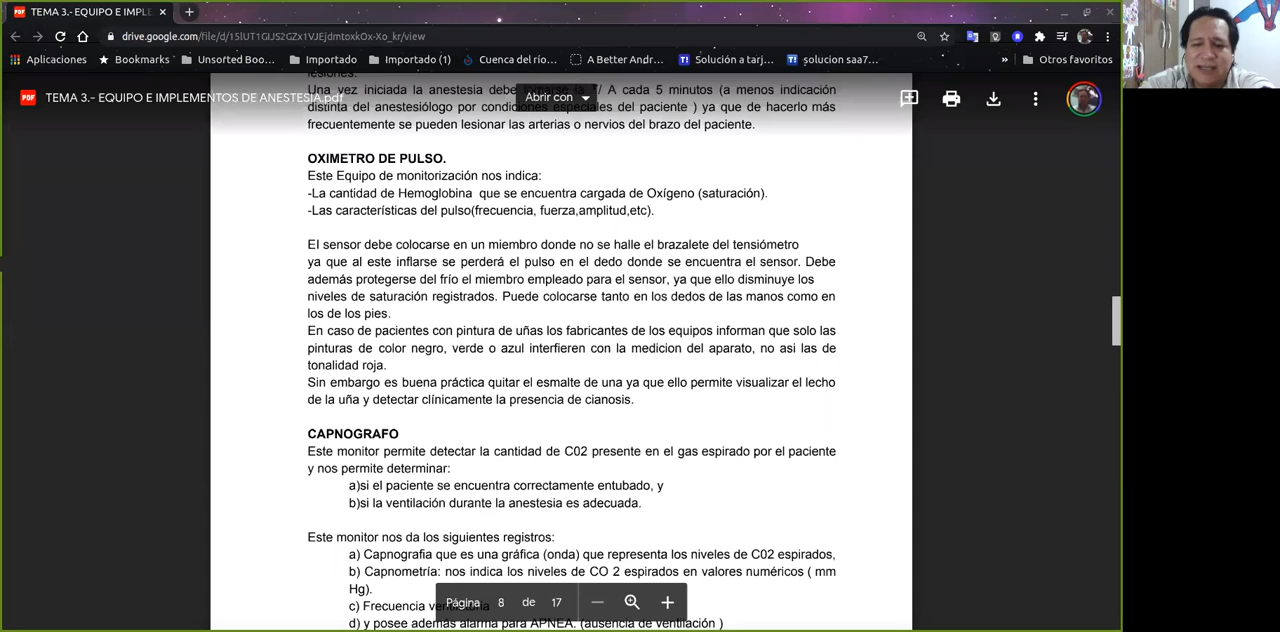 TEMA 3.- EQUIPO E IMPLE
drive.google.com/file/d/15IUT1GIJS2GZx1VJEjdmtoxkOx-Xo_kr/view
Aplicaciones Bookmarks Unsorted Boo... Importado Importado (1) Cuenca del río... A Better Andr... Solución a tarj... solucion saa7... » Otros favoritos
lesiones.
TEMA 3.- EQUIPO E IMPLEMENTOS DE ANESTESIA.pdf
Abrir con
Una vez iniciada la anestesia debe tomarse la T/ A cada 5 minutos (a menos indicación
distinta del anestesiólogo por condiciones especiales del paciente ) ya que de hacerlo más
frecuentemente se pueden lesionar las arterias o nervios del brazo del paciente.
OXIMETRO DE PULSO.
Este Equipo de monitorización nos indica:
-La cantidad de Hemoglobina que se encuentra cargada de Oxígeno (saturación).
-Las características del pulso(frecuencia, fuerza,amplitud,etc).
El sensor debe colocarse en un miembro donde no se halle el brazalete del tensiómetro
ya que al este inflarse se perderá el pulso en el dedo donde se encuentra el sensor. Debe
además protegerse del frío el miembro empleado para el sensor, ya que ello disminuye los
niveles de saturación registrados. Puede colocarse tanto en los dedos de las manos como en
los de los pies.
En caso de pacientes con pintura de uñas los fabricantes de los equipos informan que solo las
pinturas de color negro, verde o azul interfieren con la medicion del aparato, no asi las de
tonalidad roja.
Sin embargo es buena práctica quitar el esmalte de una ya que ello permite visualizar el lecho
de la uña y detectar clínicamente la presencia de cianosis.
CAPNOGRAFO
Este monitor permite detectar la cantidad de C02 presente en el gas espirado por el paciente
y nos permite determinar:
a)si el paciente se encuentra correctamente entubado, y
b)si la ventilación durante la anestesia es adecuada.
Este monitor nos da los siguientes registros:
a) Capnografia que es una gráfica (onda) que representa los niveles de C02 espirados,
b) Capnometría: nos indica los niveles de CO 2 espirados en valores numéricos ( mm
Hg).
c) Frecuencia ventilatoria
d) y posee además alarma para APNEA. (ausencia de ventilación )
Página 8 de 17